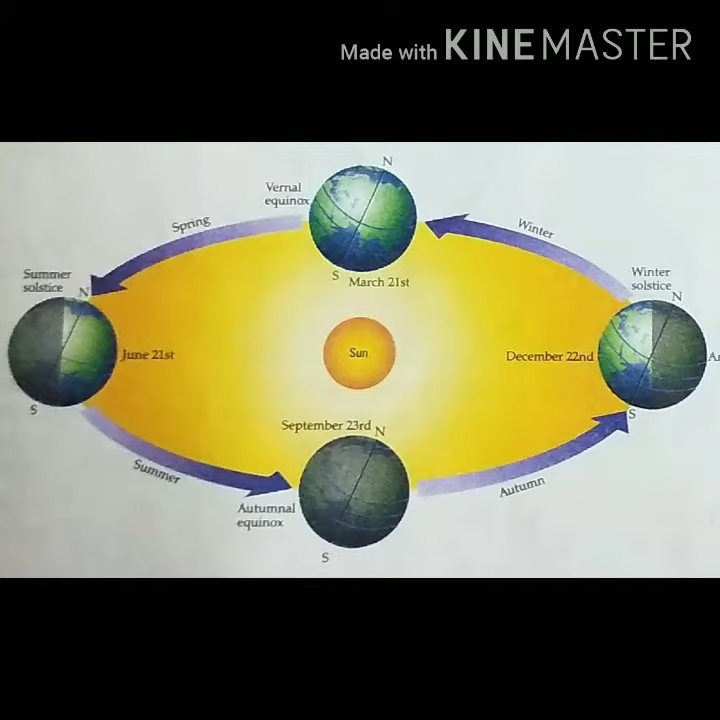 Made with KINEMASTER
N
Vernal
equinox
Spring
Winter
S
March 21st
Summer
solstice
N
Winter
solstice
N
Sun
June 21st
December 22nd
S
S
September 23rd
N
Summer
Autumn
Autumnal
equinox
S